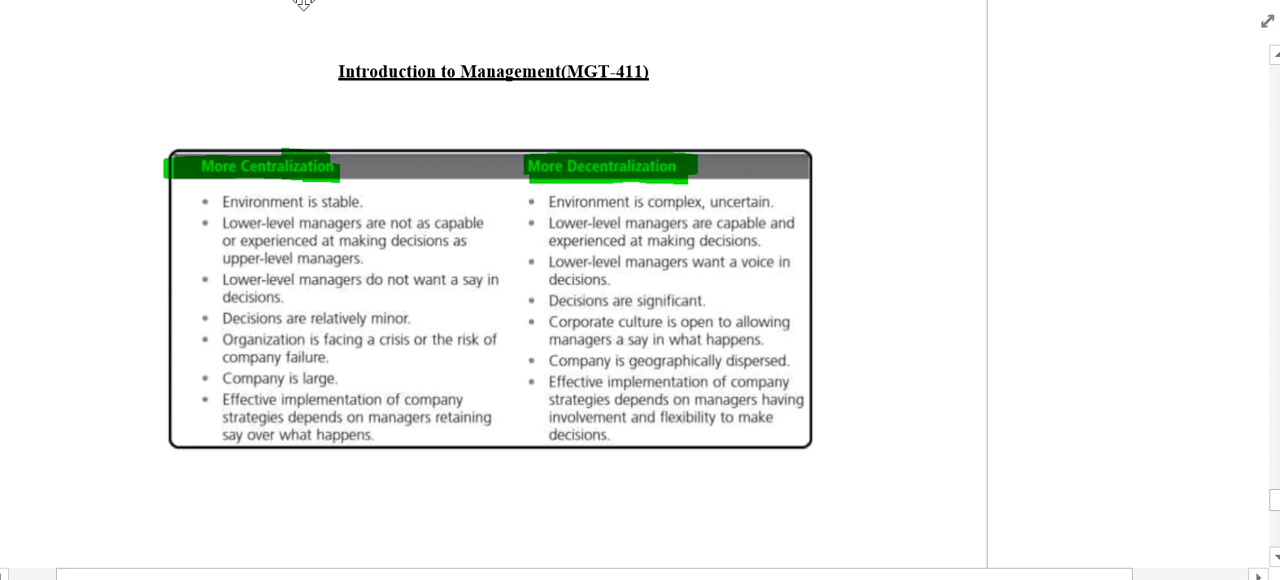 Introduction to Management(MGT-411)
More Centralization
• Environment is stable.
• Lower-level managers are not as capable
or experienced at making decisions as
upper-level managers.
• Lower-level managers do not want a say in
decisions.
• Decisions are relatively minor.
• Organization is facing a crisis or the risk of
company failure.
• Company is large.
• Effective implementation of company
strategies depends on managers retaining
say over what happens.
More Decentralization
• Environment is complex, uncertain.
• Lower-level managers are capable and
experienced at making decisions.
• Lower-level managers want a voice in
decisions.
• Decisions are significant.
• Corporate culture is open to allowing
managers a say in what happens.
• Company is geographically dispersed.
• Effective implementation of company
strategies depends on managers having
involvement and flexibility to make
decisions.